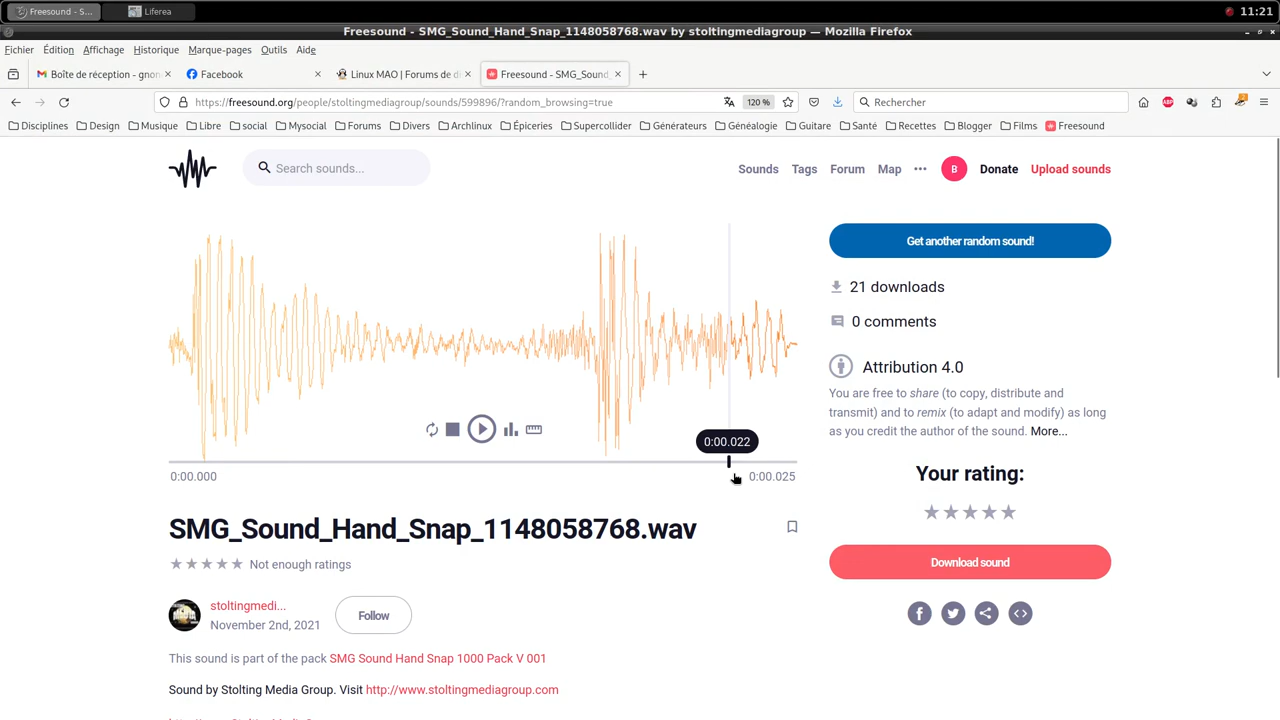 Freesound - S...
Liferea
11:21
Freesound - SMG_Sound_Hand_Snap_1148058768.wav by stoltingmediagroup — Mozilla Firefox
Fichier Édition Affichage Historique Marque-pages Outils Aide
Boîte de réception - gnon
Facebook
Linux MAO | Forums de di
Freesound - SMG_Sound_
https://freesound.org/people/stoltingmediagroup/sounds/599896/?random_browsing=true
120 %
Rechercher
ABP
2
Disciplines Design Musique Libre social Mysocial Forums Divers Archlinux Épiceries Supercollider Générateurs Généalogie Guitare Santé Recettes Blogger Films Freesound
Search sounds...
Sounds Tags Forum Map ··· B Donate Upload sounds
Get another random sound!
21 downloads
0 comments
Attribution 4.0
You are free to share (to copy, distribute and
transmit) and to remix (to adapt and modify) as long
as you credit the author of the sound. More...
0:00.022
0:00.000
0:00.025
Your rating:
Download sound
SMG_Sound_Hand_Snap_1148058768.wav
Not enough ratings
stoltingmedi...
November 2nd, 2021
Follow
This sound is part of the pack SMG Sound Hand Snap 1000 Pack V 001
Sound by Stolting Media Group. Visit http://www.stoltingmediagroup.com